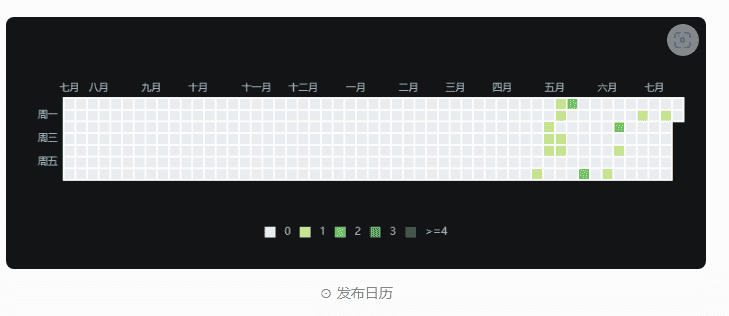 七月 八月 九月 十月 十一月 十二月 一月 二月 三月 四月 五月 六月 七月
周一
周三
周五
0 1 2 3 >=4
发布日历